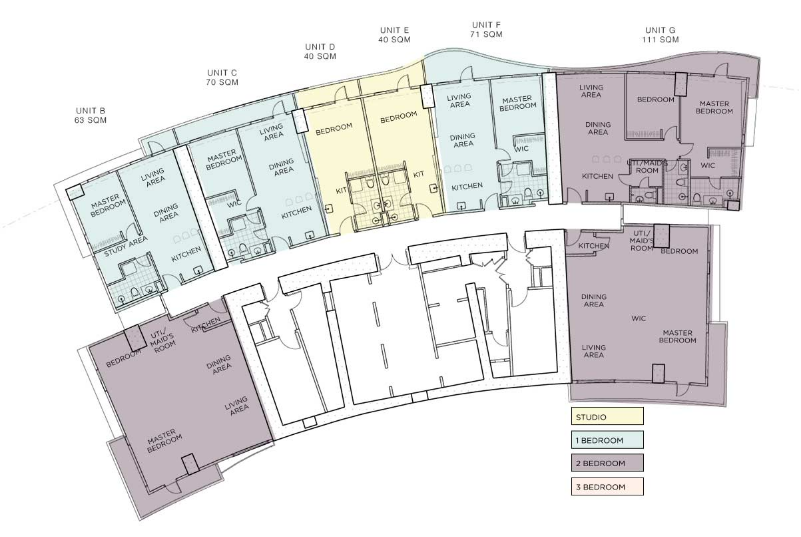 UNIT B
63 SQM
UNIT C
70 SQM
UNIT D
40 SQM
UNIT E
40 SQM
UNIT F
71 SQM
UNIT G
111 SQM
MASTER
BEDROOM
LIVING
AREA
DINING
AREA
STUDY AREA
KITCHEN
MASTER
BEDROOM
LIVING
AREA
DINING
AREA
WIC
KITCHEN
BEDROOM
KIT
BEDROOM
KIT
LIVING
AREA
MASTER
BEDROOM
DINING
AREA
WIC
KITCHEN
LIVING
AREA
BEDROOM
MASTER
BEDROOM
DINING
AREA
UTI/MAID'S
ROOM
WIC
KITCHEN
KITCHEN
UTI/
MAID'S
ROOM
BEDROOM
DINING
AREA
WIC
LIVING
AREA
MASTER
BEDROOM
BEDROOM
UTI/
MAID'S
ROOM
KITCHEN
DINING
AREA
LIVING
AREA
MASTER
BEDROOM
STUDIO
1 BEDROOM
2 BEDROOM
3 BEDROOM